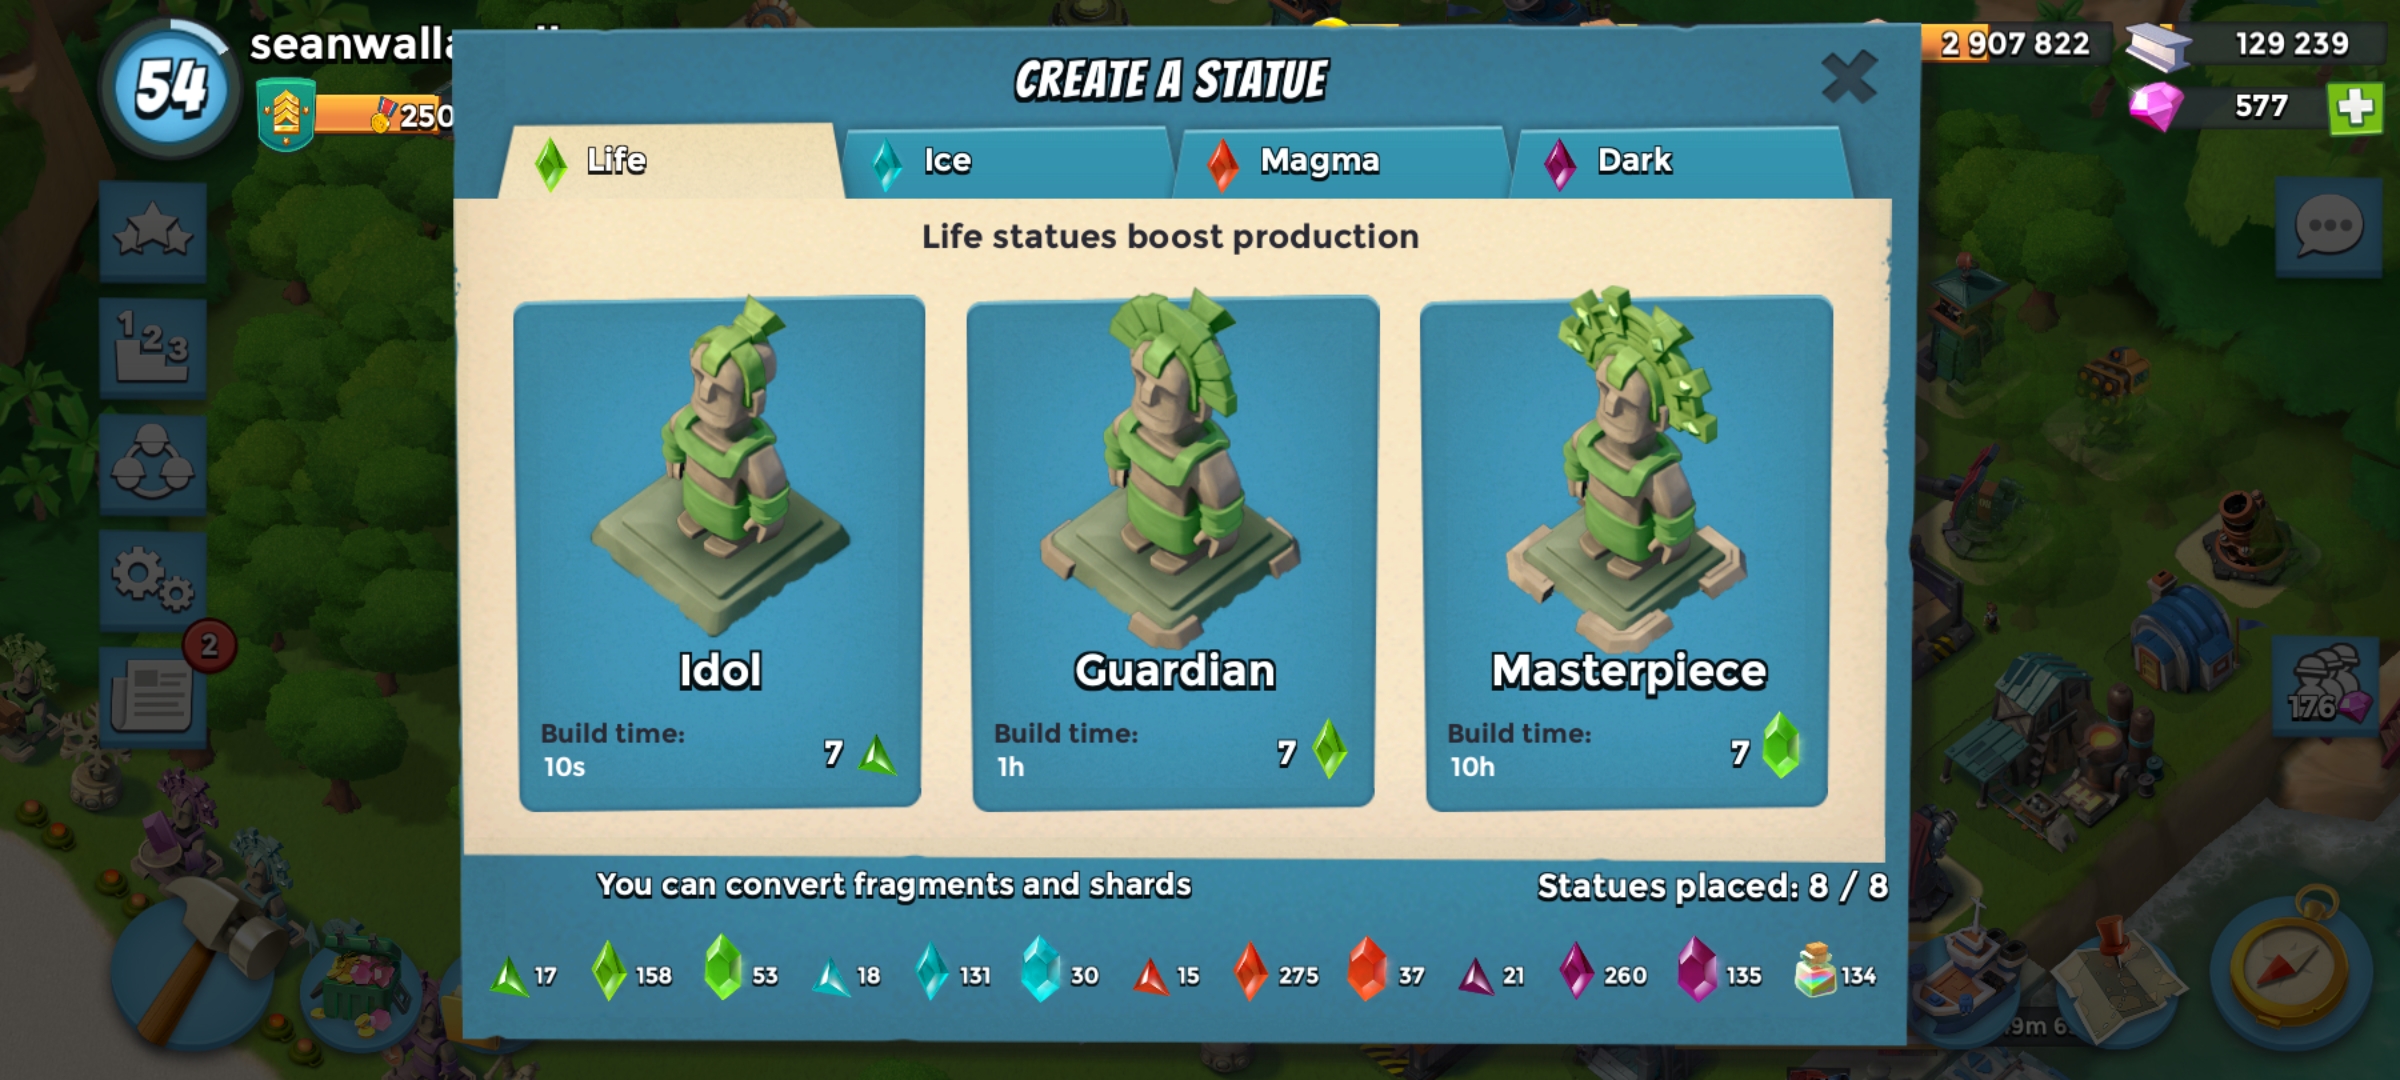 54
250
2 907 822
129 239
577
CREATE A STATUE
Life
Ice
Magma
Dark
Life statues boost production
1 2 3
2
Idol
Build time:
10s
7
Guardian
Build time:
1h
7
Masterpiece
Build time:
10h
7
176
You can convert fragments and shards
Statues placed: 8 / 8
17 158 53 18 131 30 15 275 37 21 260 135 134